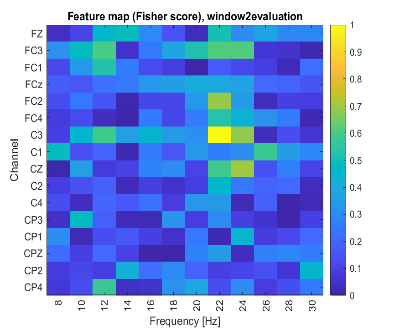 Feature map (Fisher score), window2evaluation
FZ
FC3
FC1
FCz
FC2
FC4
C3
C1
CZ
C2
C4
CP3
CP1
CPZ
CP2
CP4
Channel
8 10 12 14 16 18 20 22 24 26 28 30
Frequency [Hz]
1
0.9
0.8
0.7
0.6
0.5
0.4
0.3
0.2
0.1
0